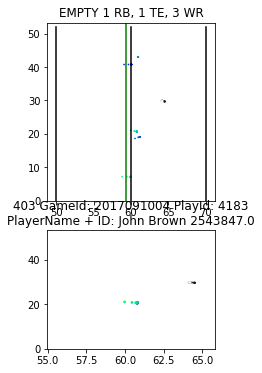 EMPTY 1 RB, 1 TE, 3 WR
50
40
30
20
10
0
50 55 60 65 70
403 GameId: 2017091004 PlayId: 4183
PlayerName + ID: John Brown 2543847.0
40
20
0
55.0 57.5 60.0 62.5 65.0